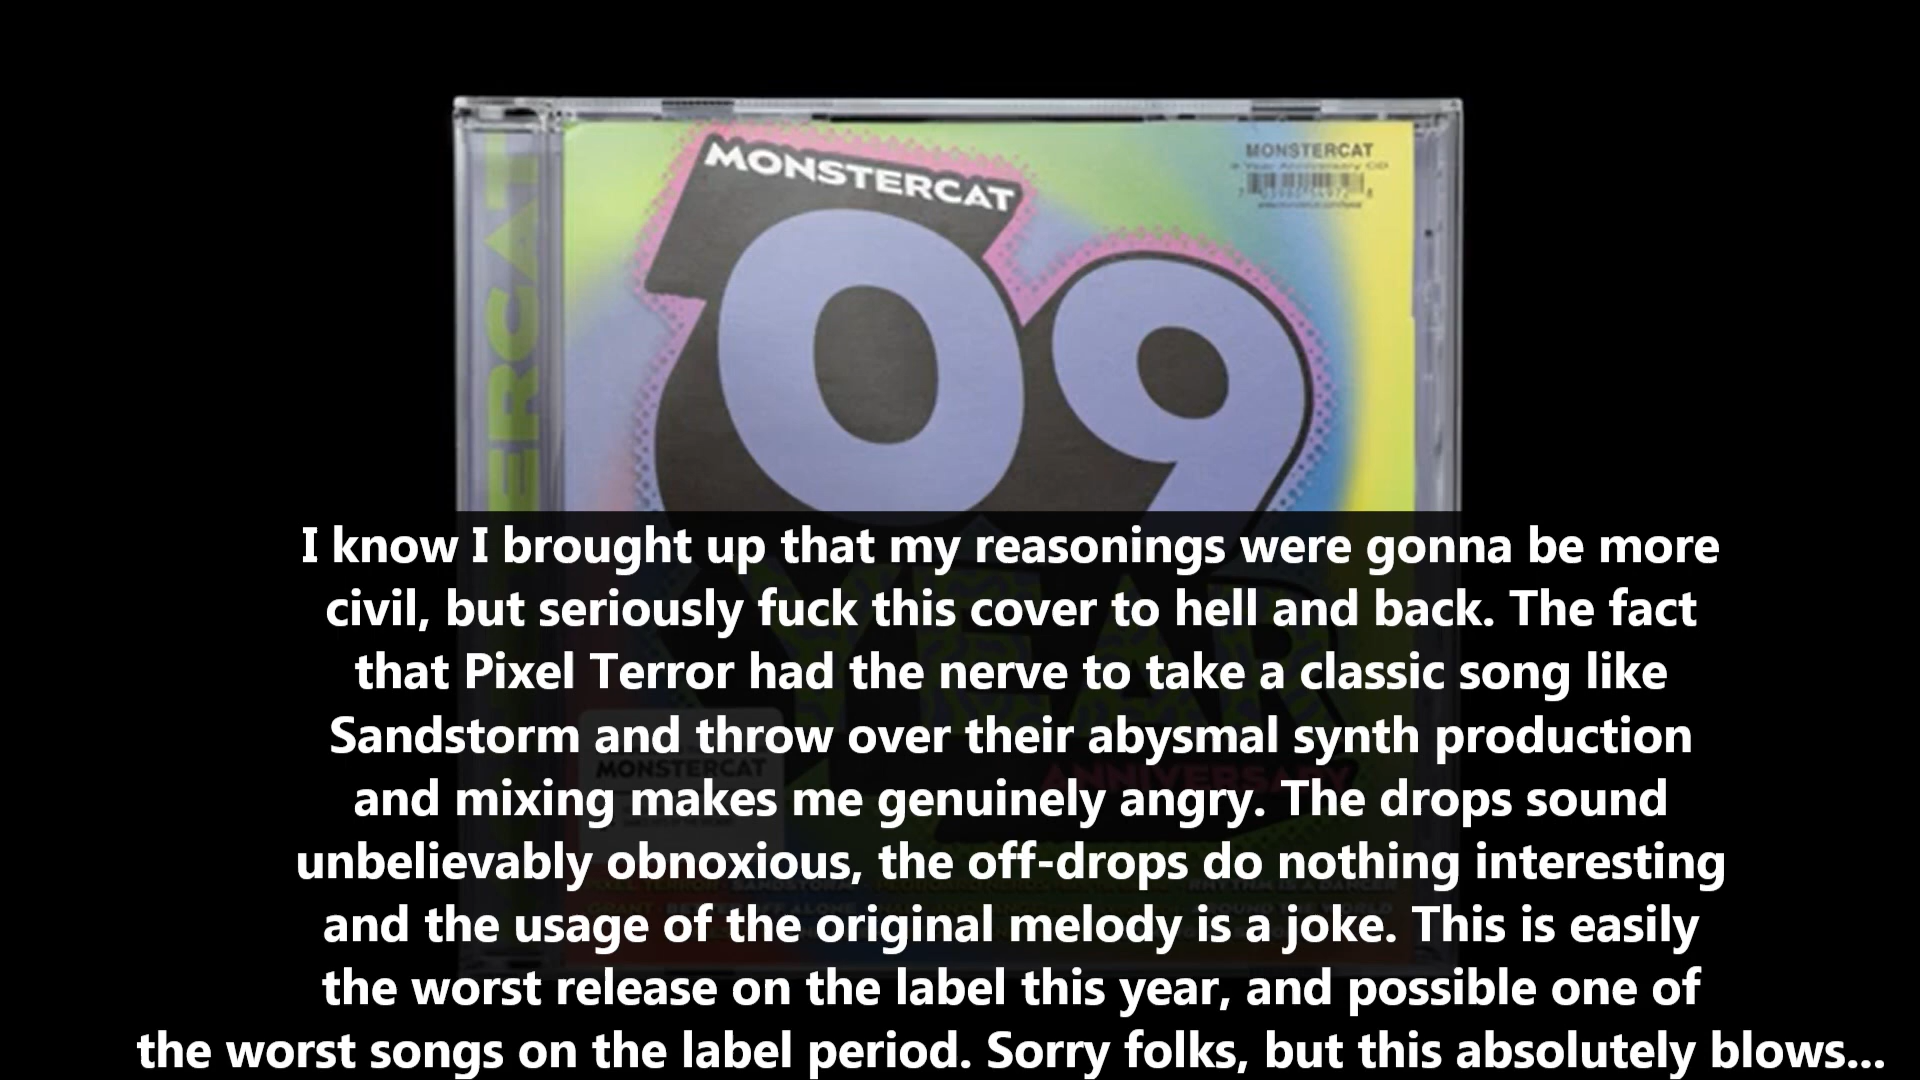 MONSTERCAT
MONSTERCAT
09
ERCAT
I know I brought up that my reasonings were gonna be more
civil, but seriously fuck this cover to hell and back. The fact
that Pixel Terror had the nerve to take a classic song like
Sandstorm and throw over their abysmal synth production
and mixing makes me genuinely angry. The drops sound
unbelievably obnoxious, the off-drops do nothing interesting
and the usage of the original melody is a joke. This is easily
the worst release on the label this year, and possible one of
the worst songs on the label period. Sorry folks, but this absolutely blows...
YEAR
MONSTERCAT
ANNIVERSARY